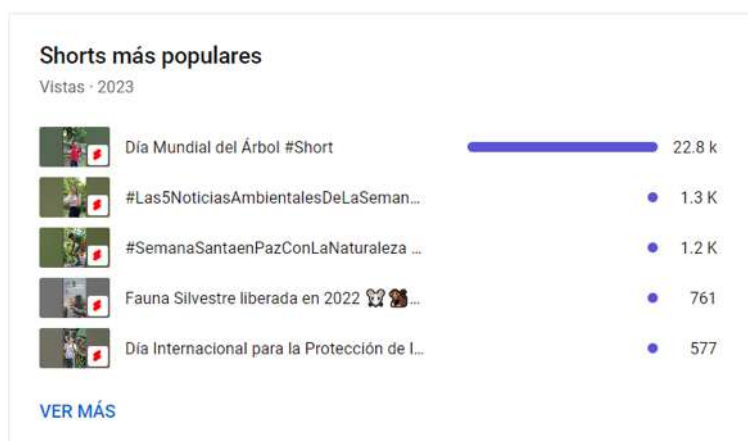 Shorts más populares
Vistas · 2023
Día Mundial del Árbol #Short 22.8 k
#Las5NoticiasAmbientalesDeLaSeman... 1.3 K
#SemanaSantaenPazConLaNaturaleza ... 1.2 K
Fauna Silvestre liberada en 2022 🐭🦫... 761
Día Internacional para la Protección de l... 577
VER MÁS